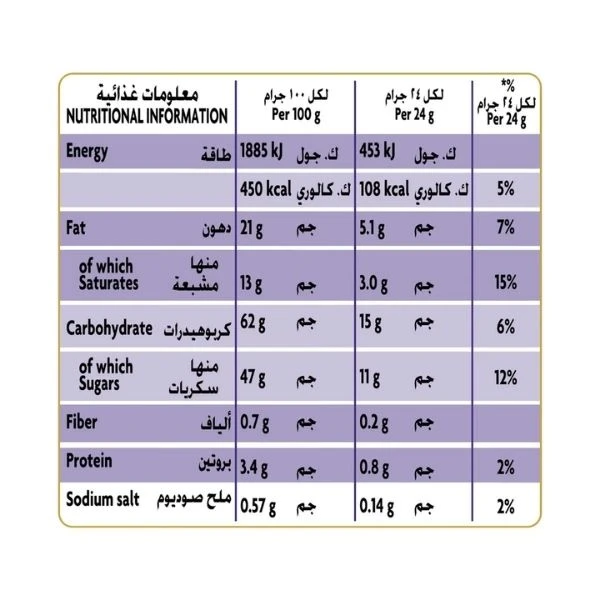 معلومات غذائية لكل ١٠٠ جرام لكل ٢٤ جرام %*
لكل ٢٤ جرام
NUTRITIONAL INFORMATION Per 100 g Per 24 g Per 24 g
Energy طاقة 1885 kJ ك. جول 453 kJ ك. جول
450 kcal ك. كالوري 108 kcal ك. كالوري 5%
Fat دهون 21 g جم 5.1 g جم 7%
of which منها
Saturates مشبعة 13 g جم 3.0 g جم 15%
Carbohydrate كربوهيدرات 62 g جم 15 g جم 6%
of which منها
Sugars سكريات 47 g جم 11 g جم 12%
Fiber ألياف 0.7 g جم 0.2 g جم
Protein بروتين 3.4 g جم 0.8 g جم 2%
Sodium salt ملح صوديوم 0.57 g جم 0.14 g جم 2%